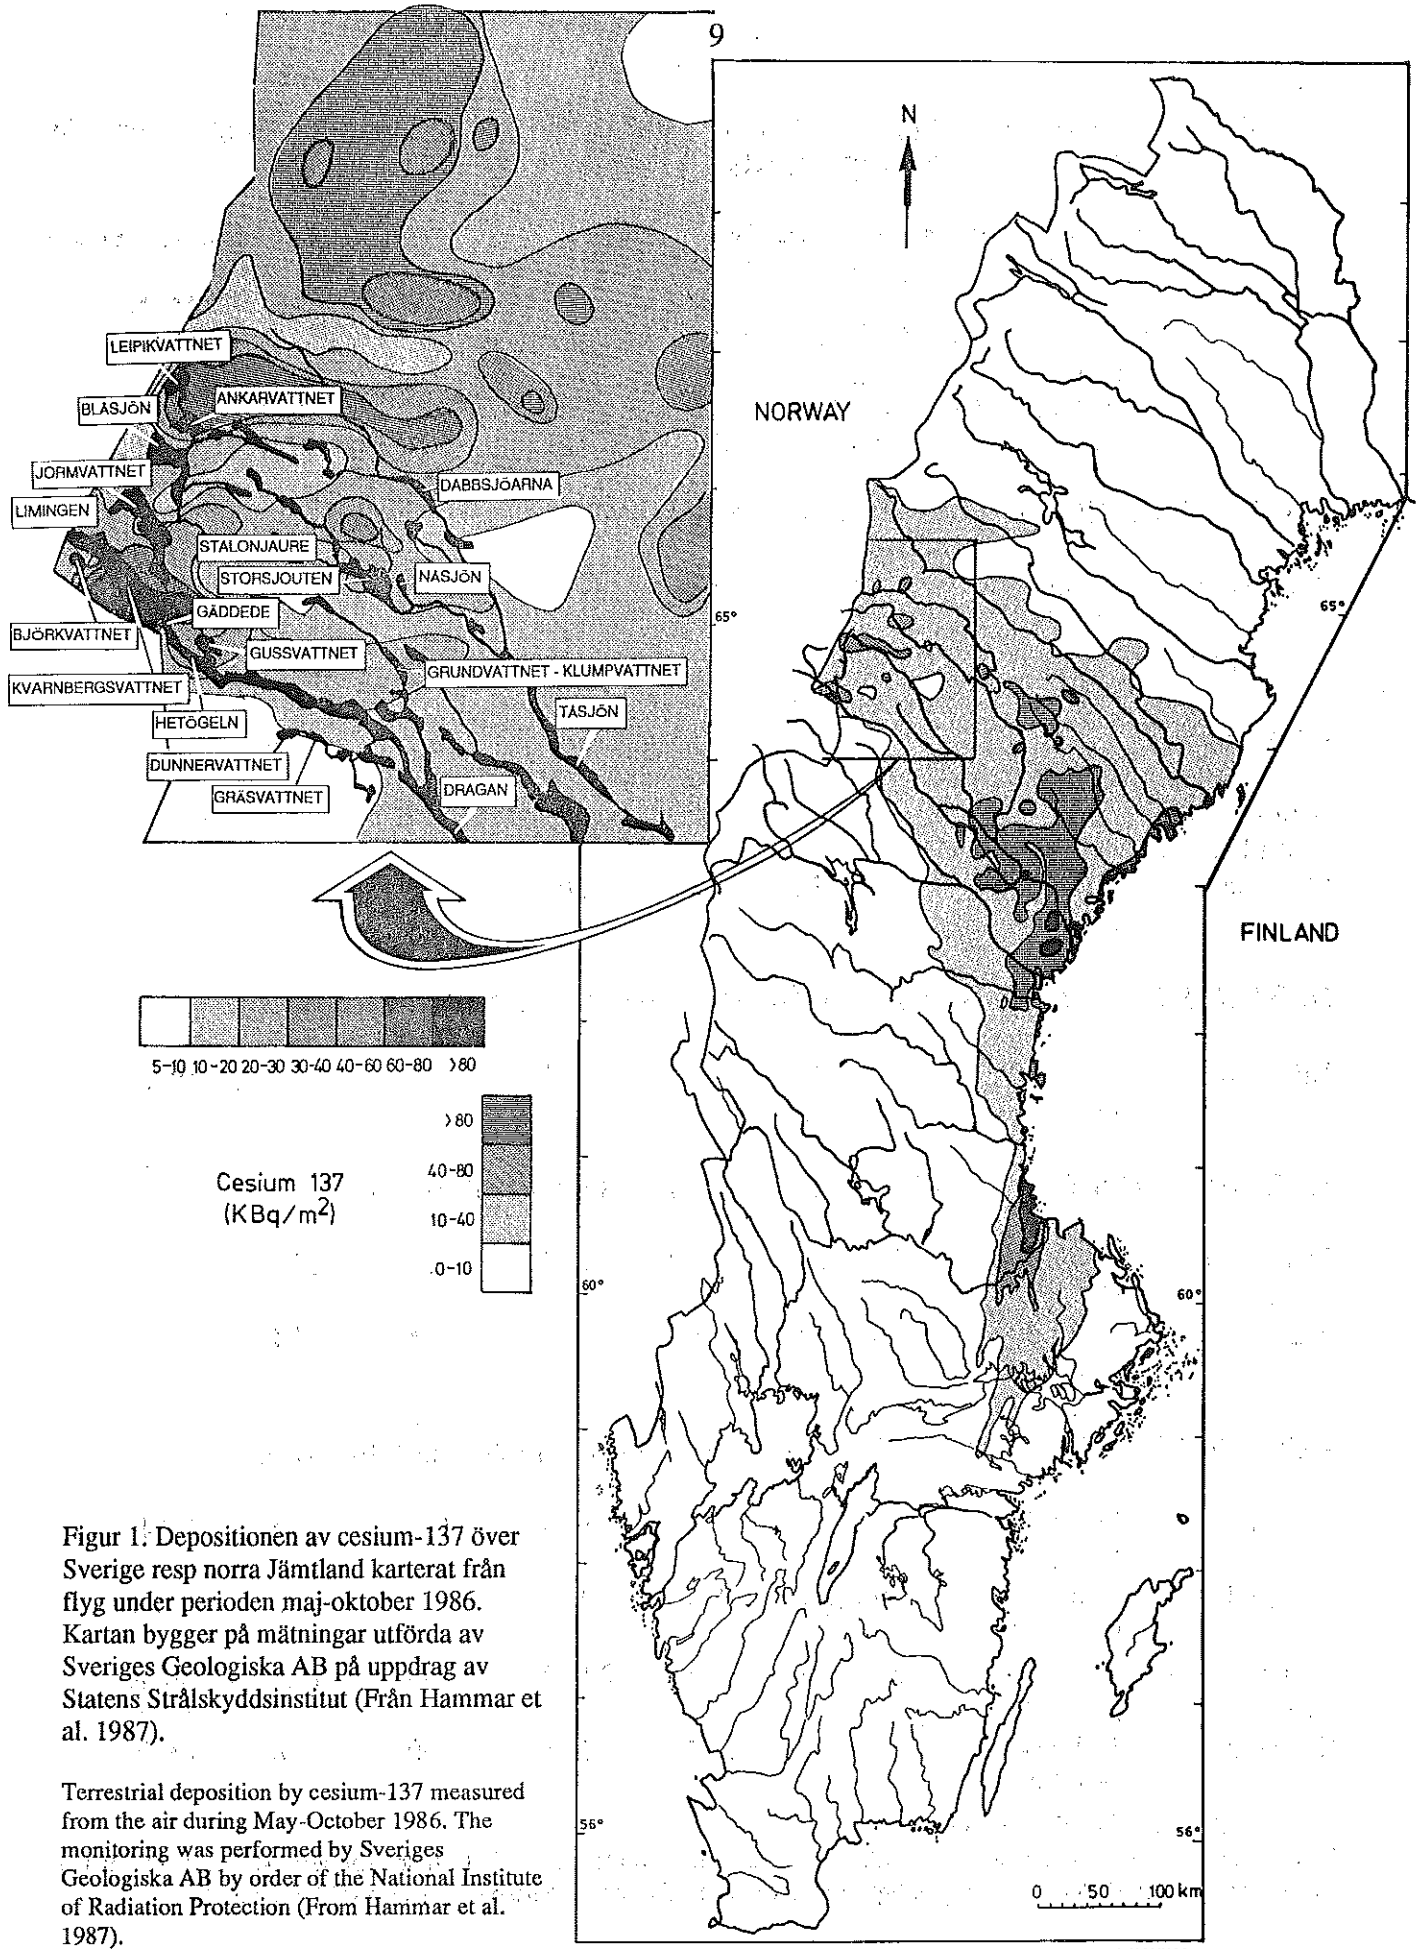 9
N
LEIPIKVATTNET
BLÅSJÖN
ANKARVATTNET
NORWAY
JORMVATTNET
DABBSJÖARNA
LIMINGEN
STALONJAURE
STORSJOUTEN
NÄSJÖN
GÄDDEDE
65°
65°
BJÖRKVATTNET
GUSSVATTNET
GRUNDVATTNET - KLUMPVATTNET
KVARNBERGSVATTNET
TÅSJÖN
HETÖGELN
DUNNERVATTNET
GRÄSVATTNET
DRAGAN
FINLAND
5-10 10-20 20-30 30-40 40-60 60-80 >80
>80
40-80
10-40
0-10
Cesium 137
(KBq/m²)
60°
60°
Figur 1. Depositionen av cesium-137 över
Sverige resp norra Jämtland karterat från
flyg under perioden maj-oktober 1986.
Kartan bygger på mätningar utförda av
Sveriges Geologiska AB på uppdrag av
Statens Strålskyddsinstitut (Från Hammar et
al. 1987).
Terrestrial deposition by cesium-137 measured
from the air during May-October 1986. The
monitoring was performed by Sveriges
Geologiska AB by order of the National Institute
of Radiation Protection (From Hammar et al.
1987).
56°
0 50 100 km